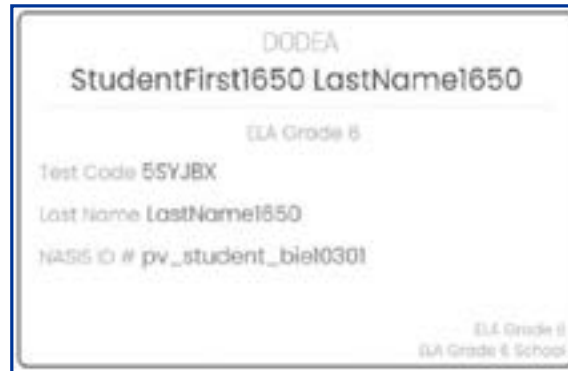 DODEA
StudentFirst1650 LastName1650
ELA Grade 6
Test Code 5SYJBX
Last Name LastName1650
NASIS ID # pv_student_bie10301
ELA Grade 6
ELA Grade 6 School